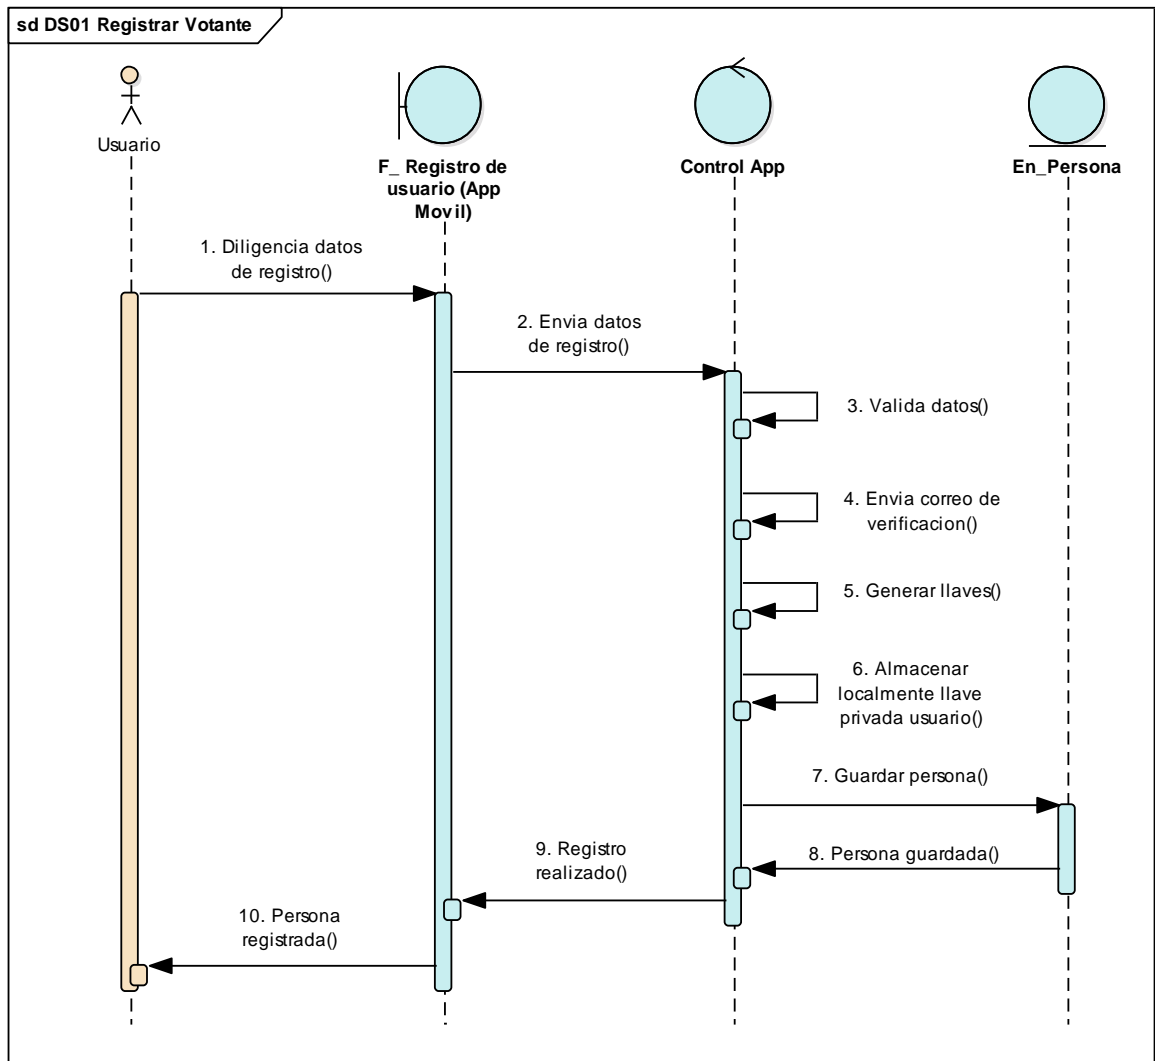 sd DS01 Registrar Votante
Usuario
F_ Registro de
usuario (App
Movil)
Control App
En_Persona
1. Diligencia datos
de registro()
2. Envia datos
de registro()
3. Valida datos()
4. Envia correo de
verificacion()
5. Generar llaves()
6. Almacenar
localmente llave
privada usuario()
7. Guardar persona()
8. Persona guardada()
9. Registro
realizado()
10. Persona
registrada()